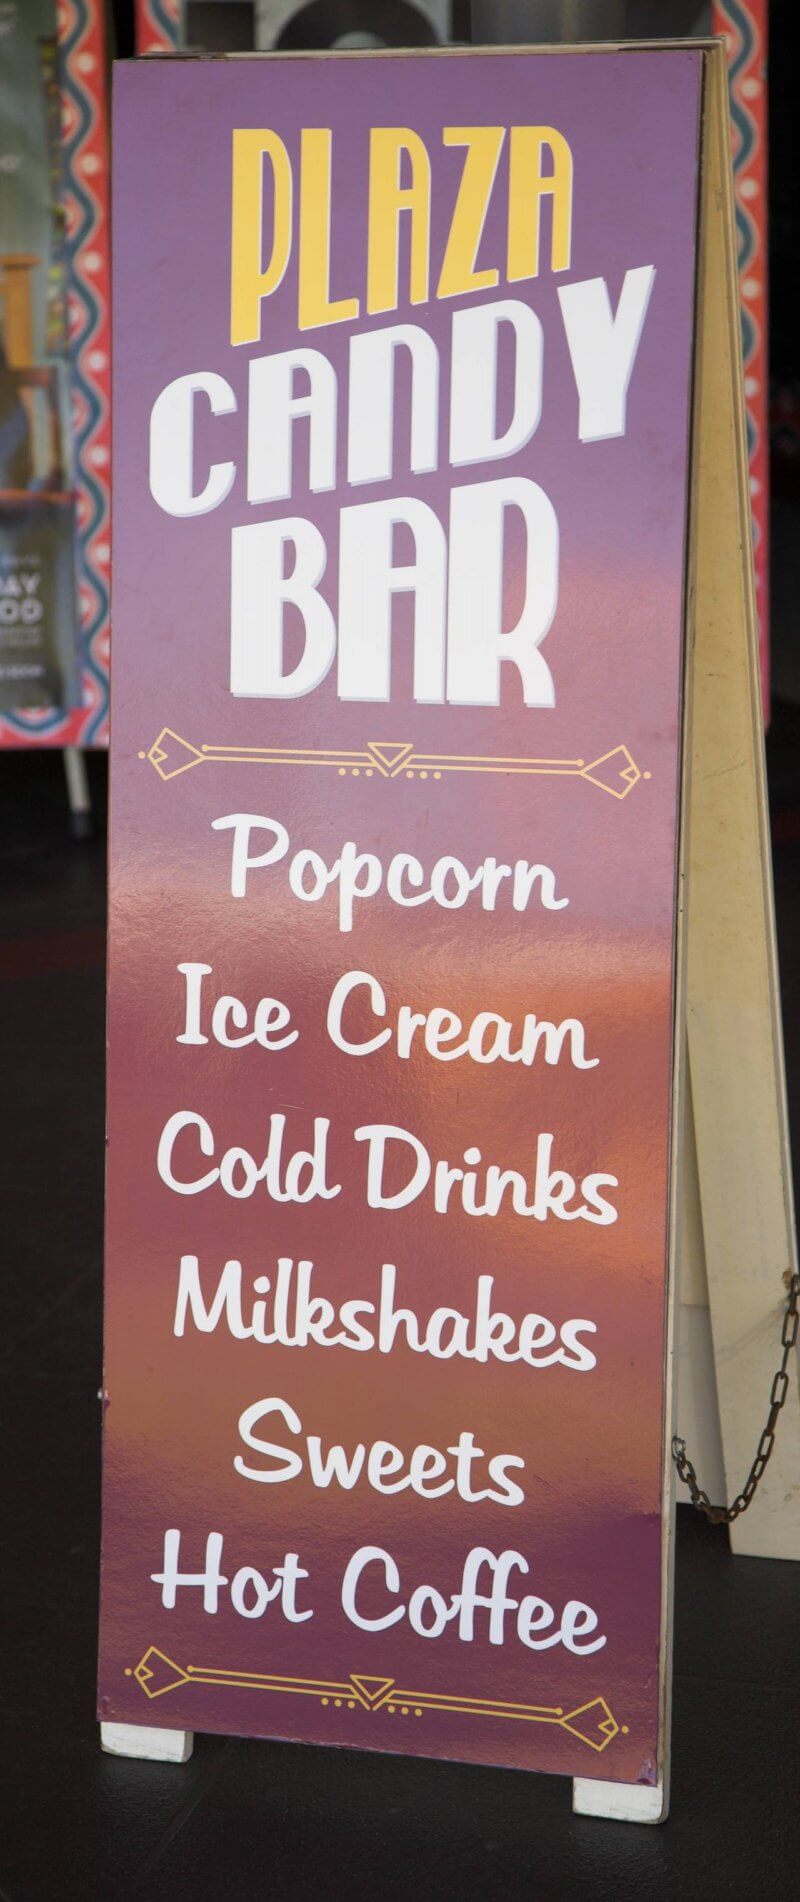 PLAZA
CANDY
BAR
Popcorn
Ice Cream
Cold Drinks
Milkshakes
Sweets
Hot Coffee